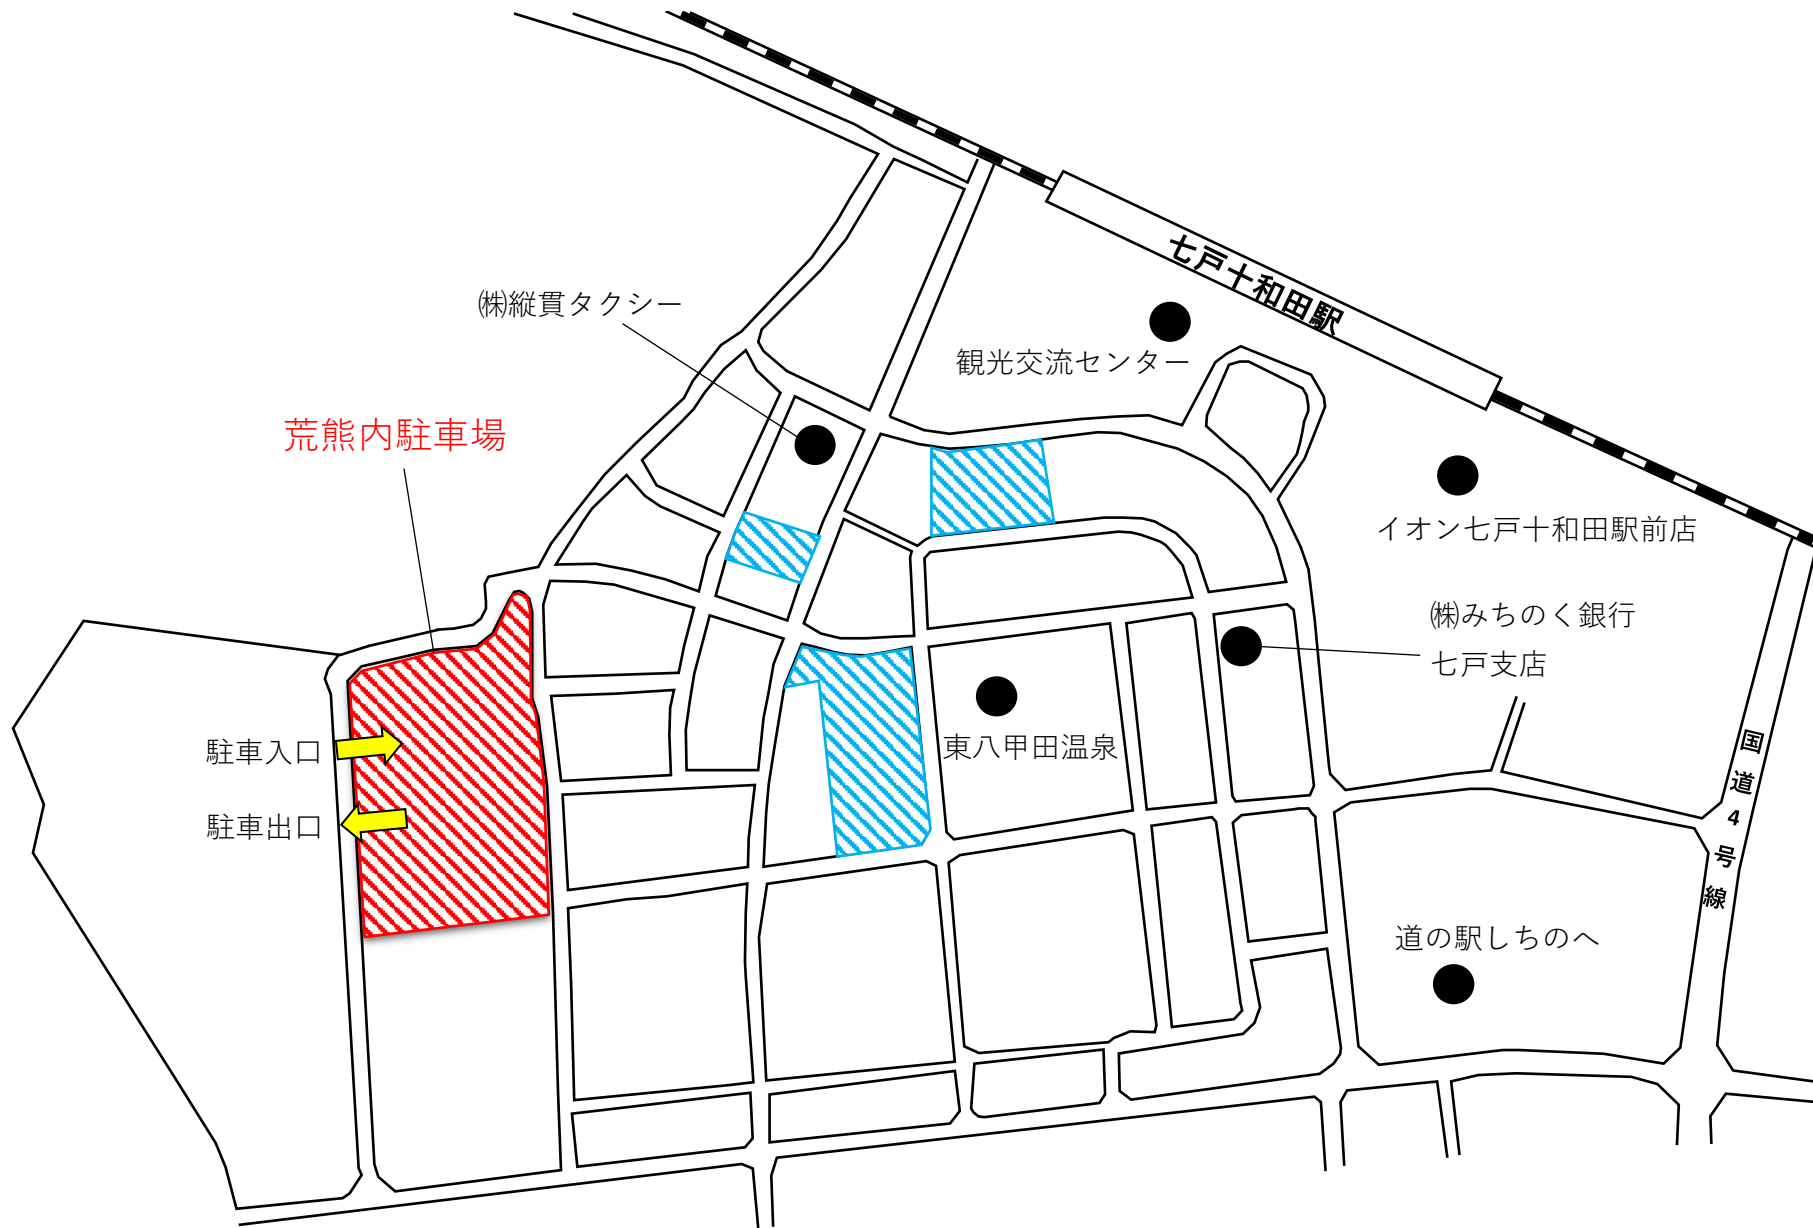 七戸十和田駅
㈱縦貫タクシー
観光交流センター
荒熊内駐車場
イオン七戸十和田駅前店
㈱みちのく銀行
七戸支店
東八甲田温泉
駐車入口
駐車出口
国道4号線
道の駅しちのへ